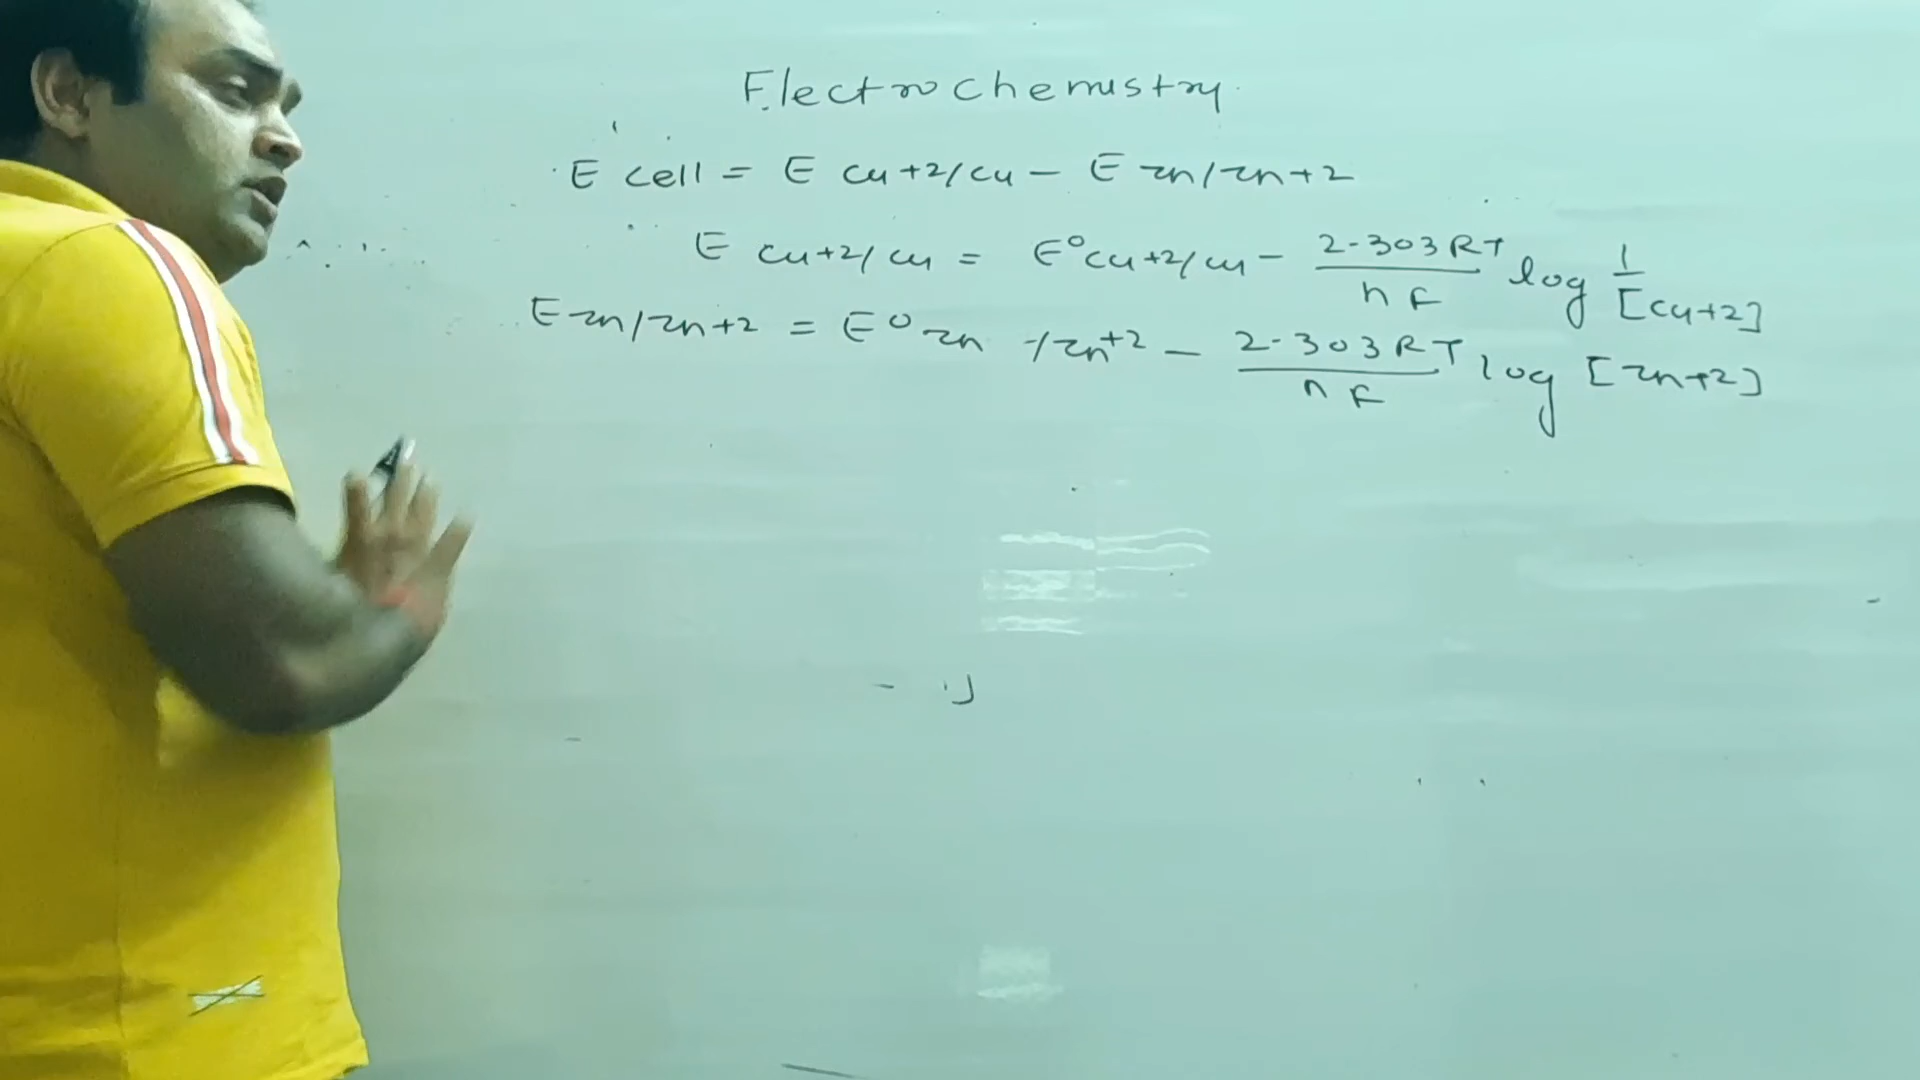 Electrochemistry
E cell = E cu+2/cu - E zn/zn+2
E cu+2/cu = E°cu+2/cu - 2.303RT/nF log 1/[cu+2]
E zn/zn+2 = E° zn/zn+2 - 2.303RT/nF log [zn+2]